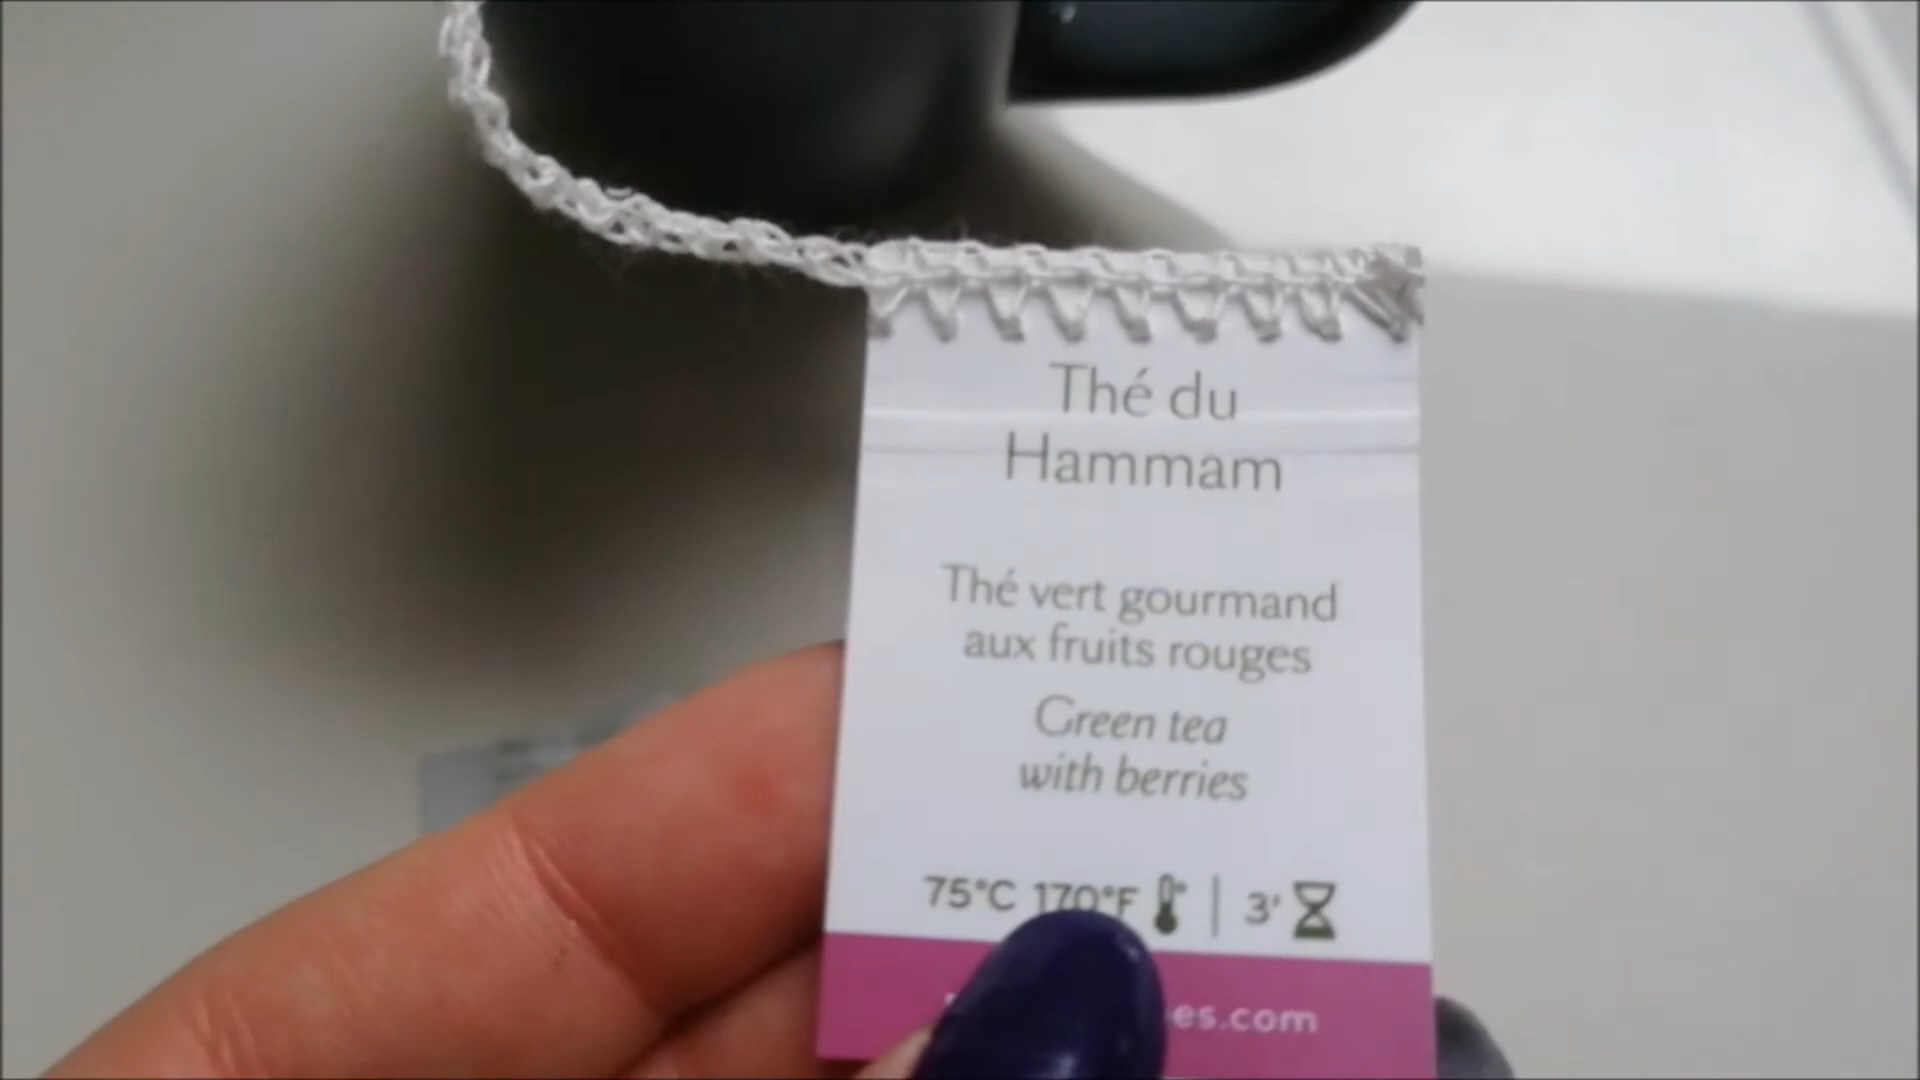 Thé du
Hammam
Thé vert gourmand
aux fruits rouges
Green tea
with berries
75°C 170°F | 3'
es.com